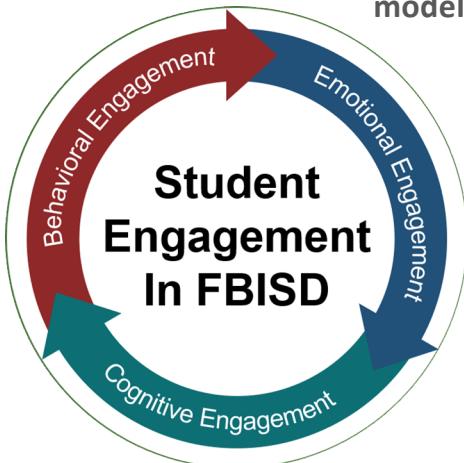 model
Behavioral Engagement
Emotional Engagement
Student
Engagement
In FBISD
Cognitive Engagement